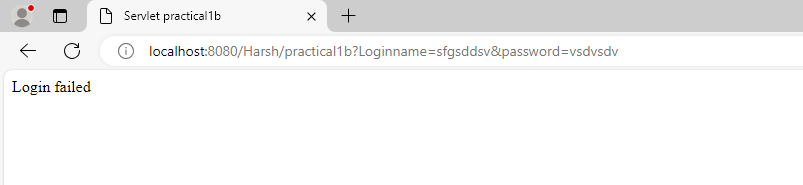 Servlet practical1b
localhost:8080/Harsh/practical1b?Loginname=sfgsddsv&password=vsdvsdv
Login failed